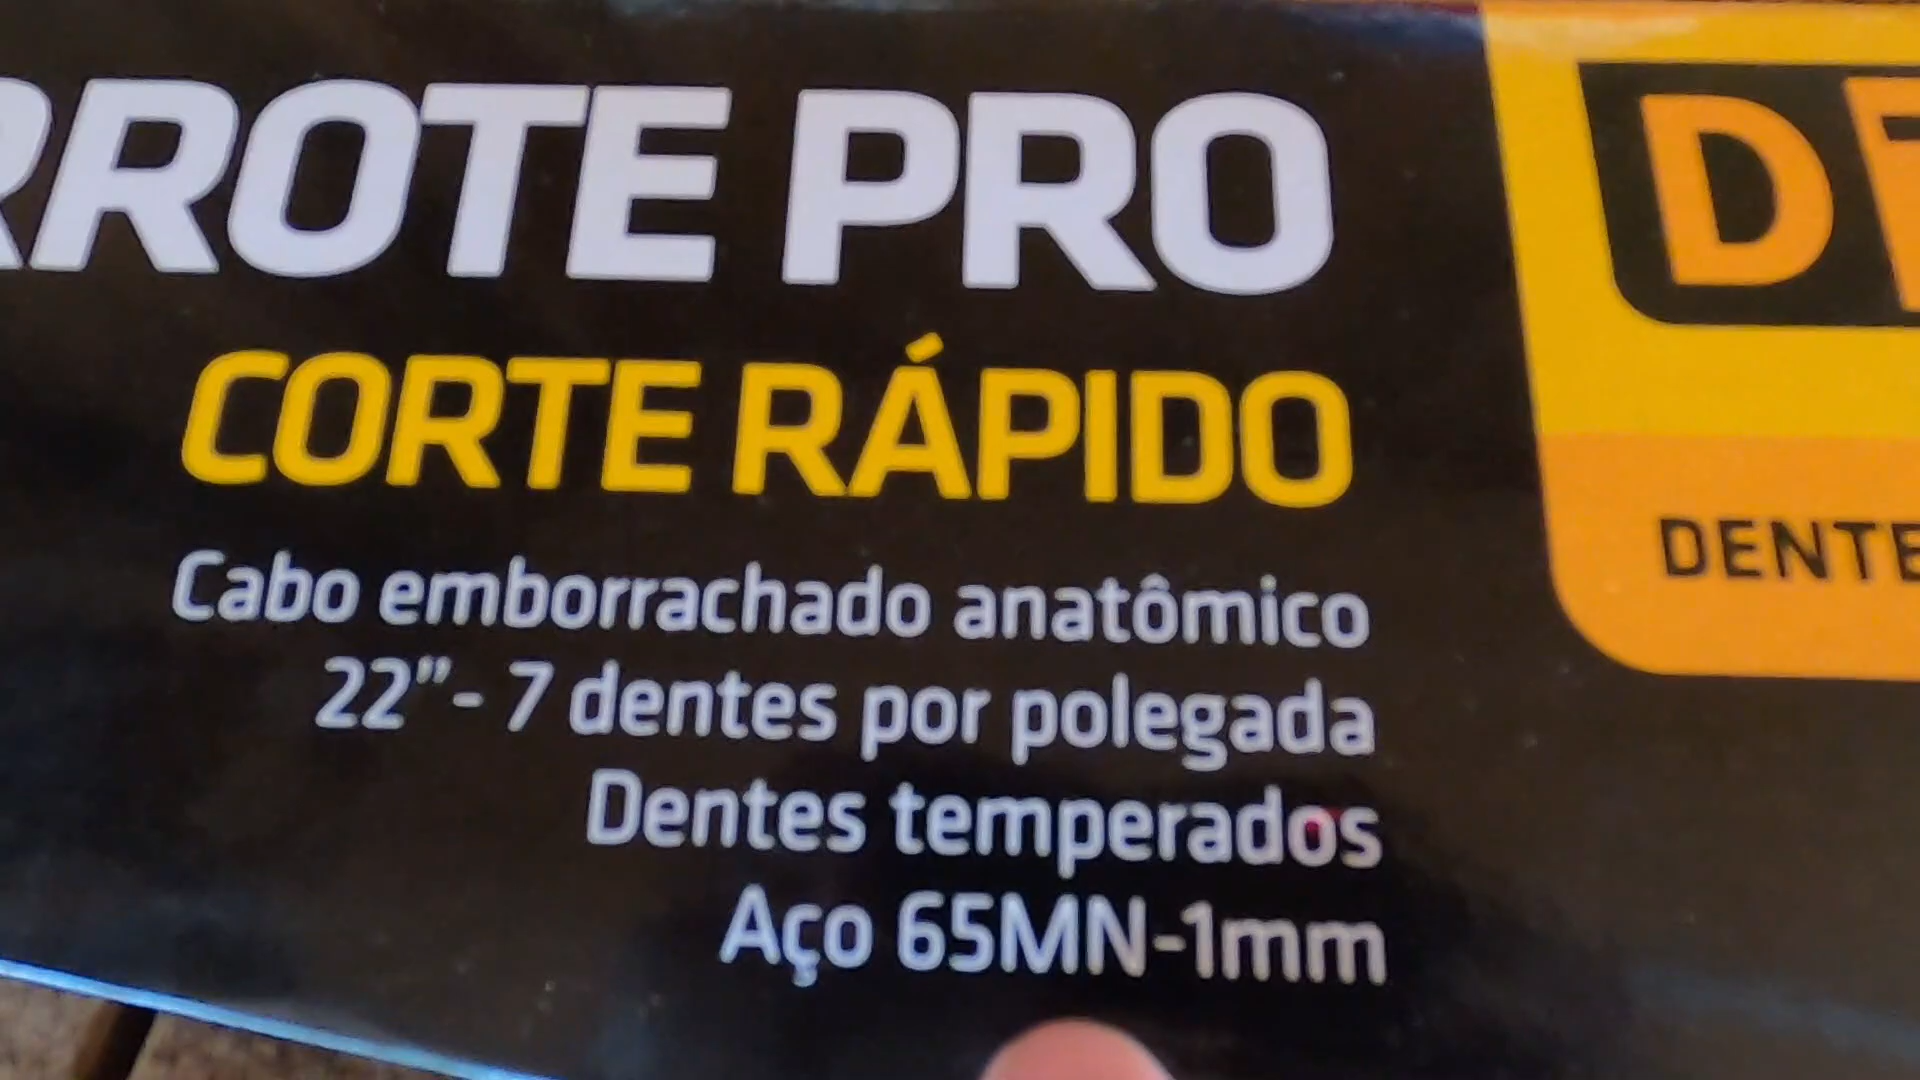 RROTE PRO
CORTE RÁPIDO
Cabo emborrachado anatômico
22”- 7 dentes por polegada
Dentes temperados
Aço 65MN-1mm
D
DENTE